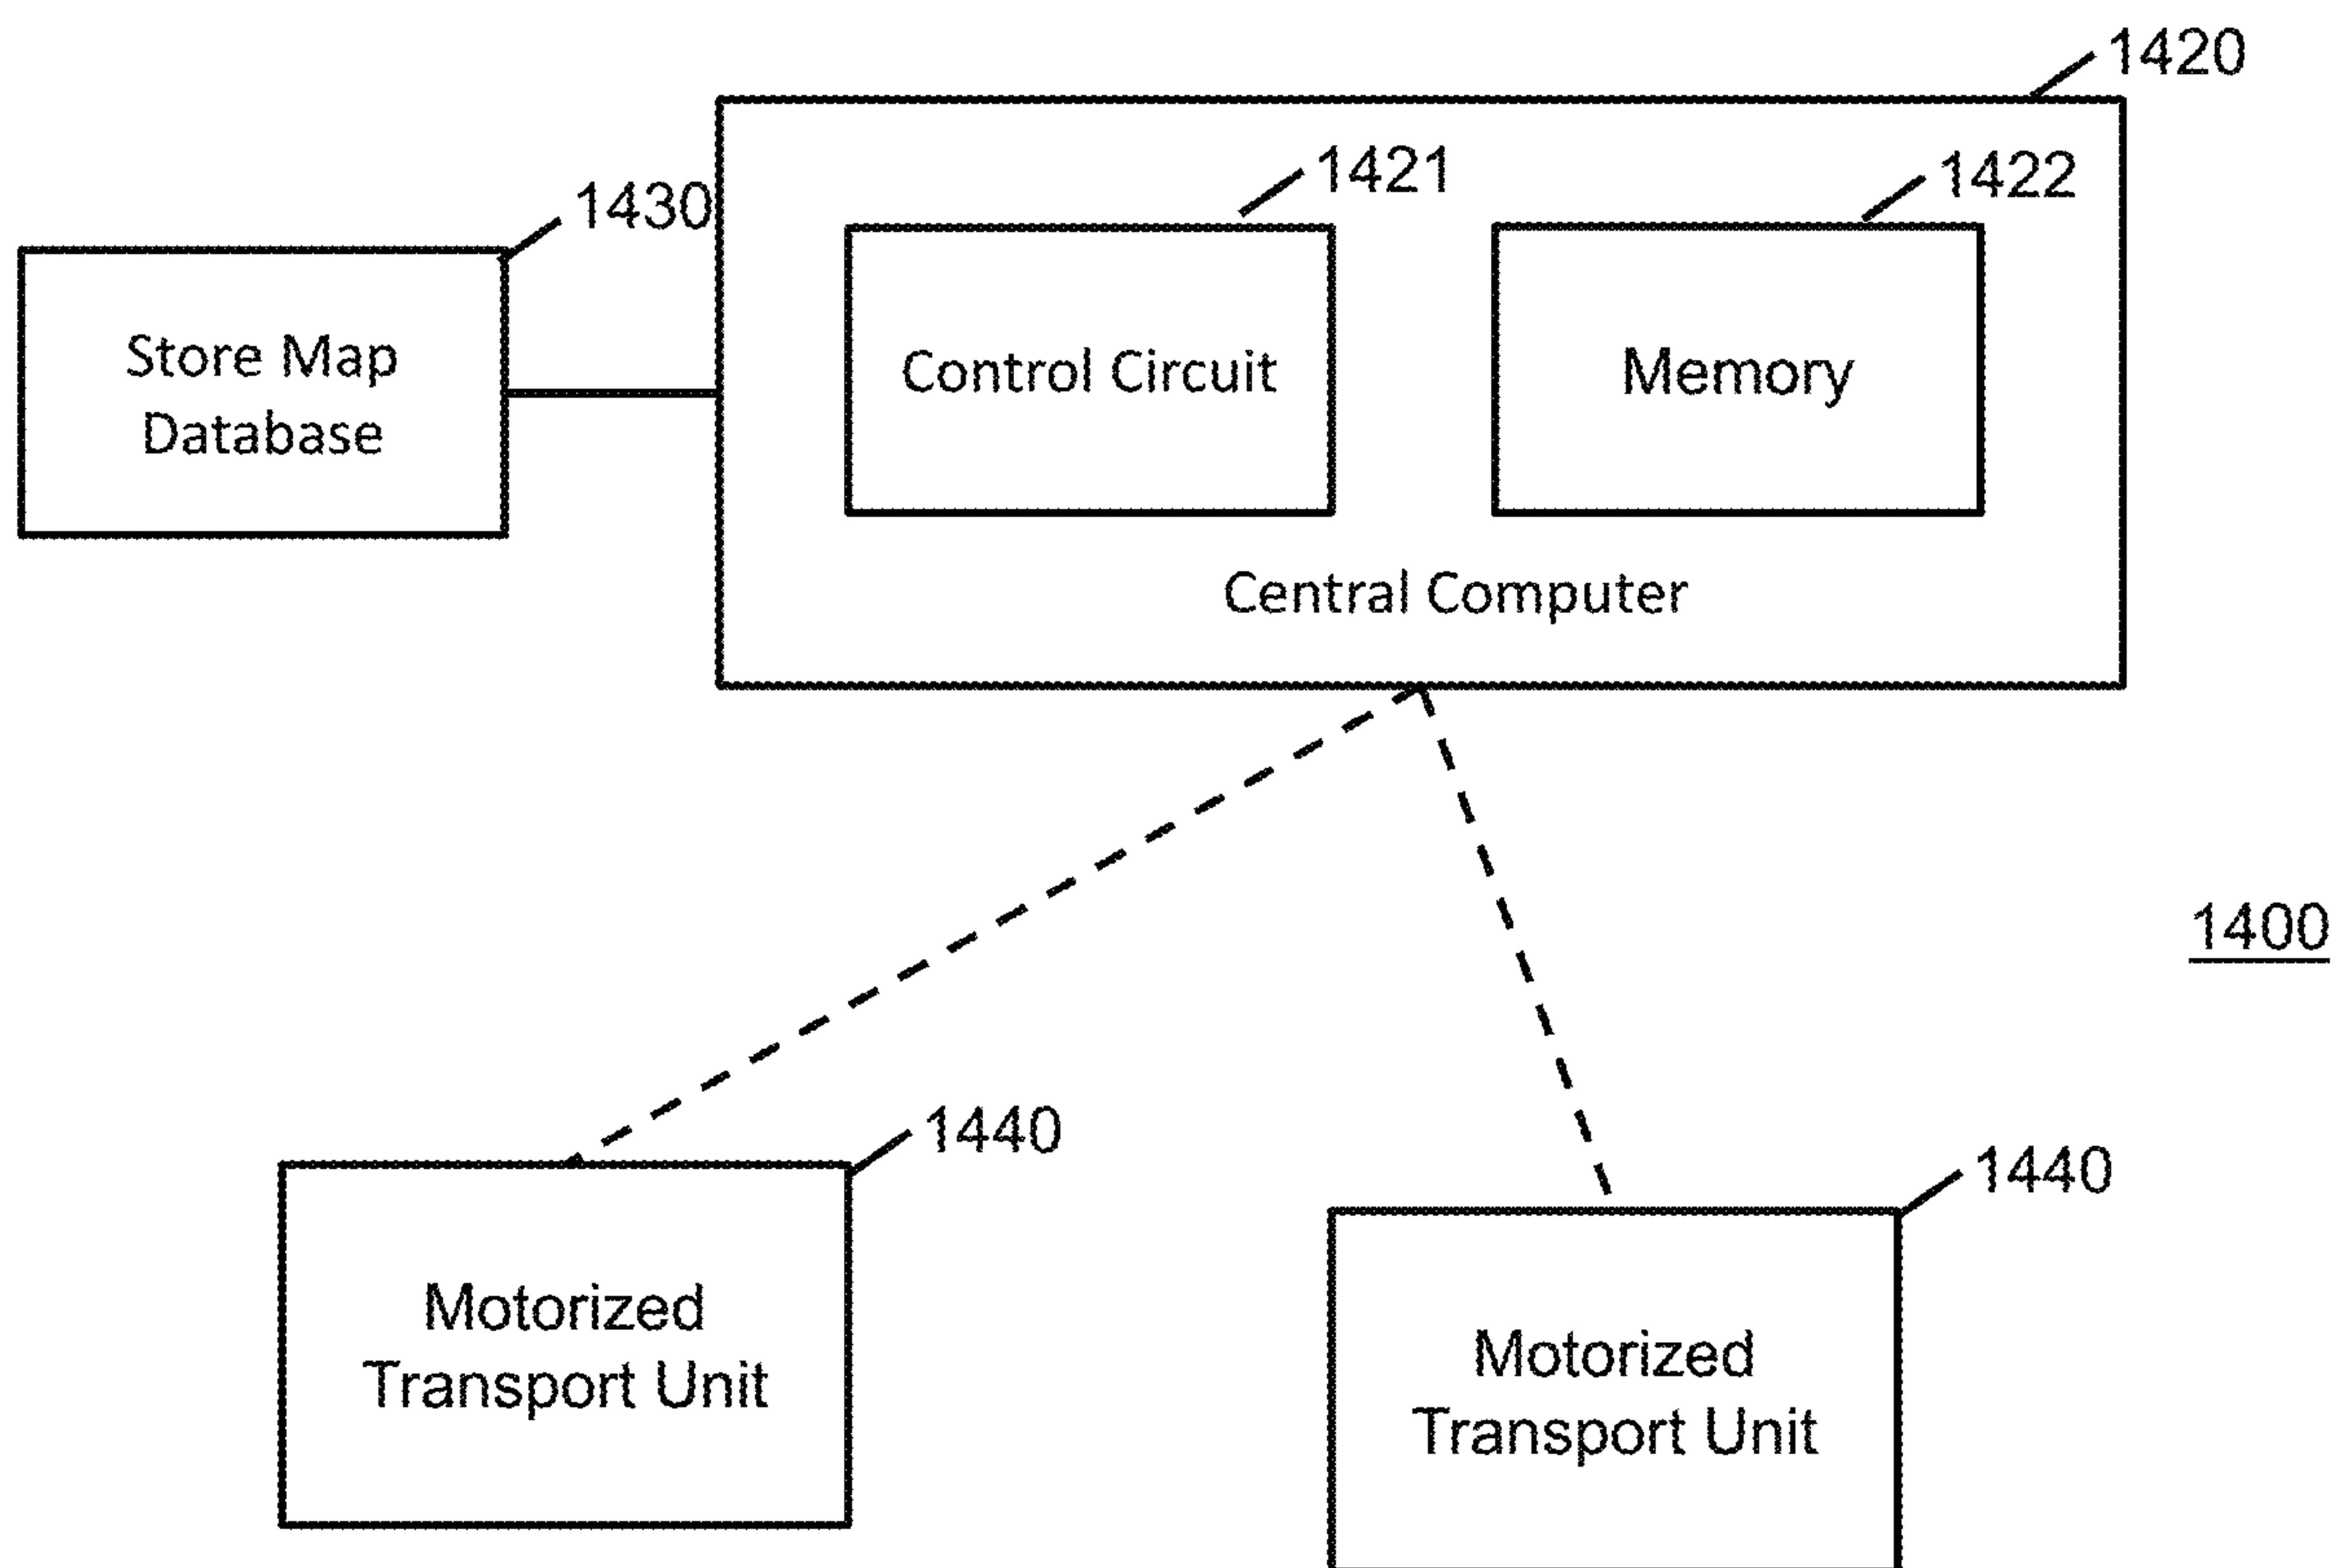 1420
1430
1421
1422
Store Map
Database
Control Circuit
Memory
Central Computer
1400
1440
1440
Motorized
Transport Unit
Motorized
Transport Unit